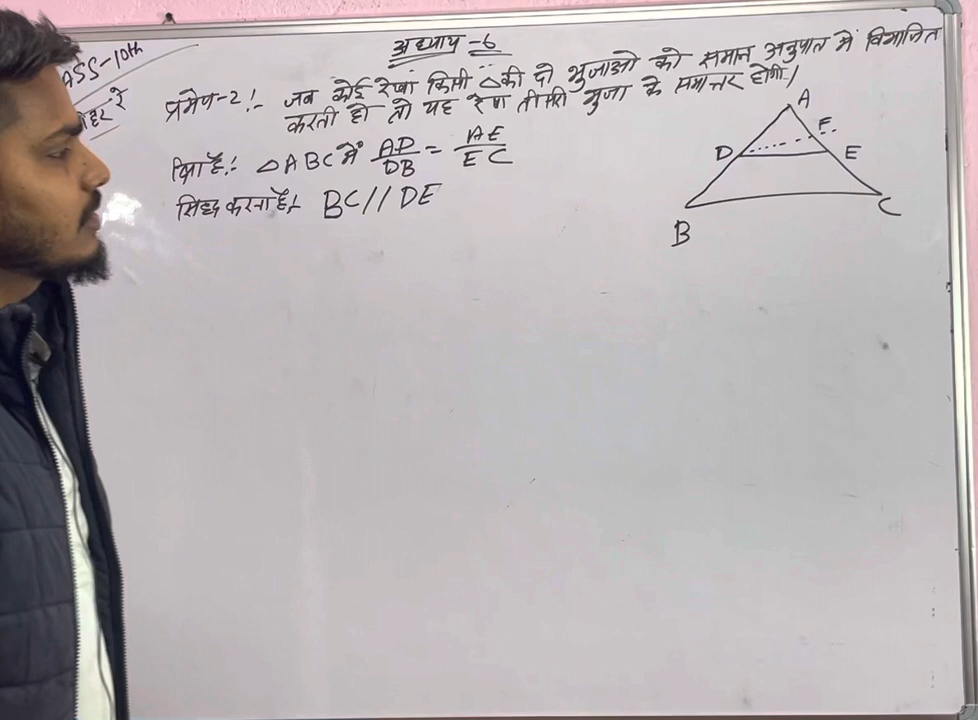 अध्याय-6
ASS-10th
प्रमेय-2!- जब कोई रेखा किसी △की दो भुजाओ को समान अनुपात में विभाजित
करती हो तो यह रेखा तीसरी भुजा के समान्तर होगी।
दिया है:- △ABC में AD/DB = AE/EC
सिद्ध करना है:- BC//DE
A
F
D E
B C